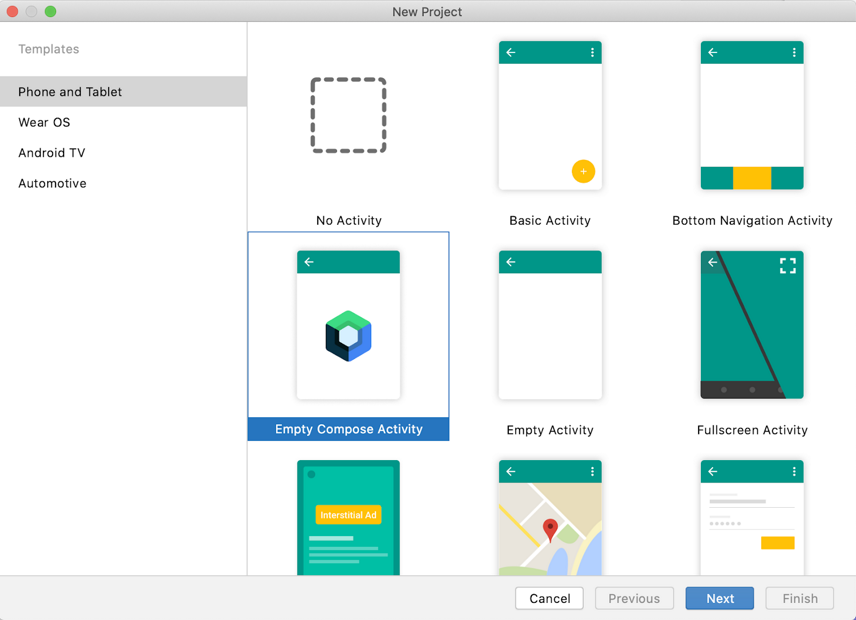 New Project
Templates
Phone and Tablet
Wear OS
Android TV
Automotive
No Activity
Basic Activity
Bottom Navigation Activity
Empty Compose Activity
Empty Activity
Fullscreen Activity
Interstitial Ad
Cancel
Previous
Next
Finish